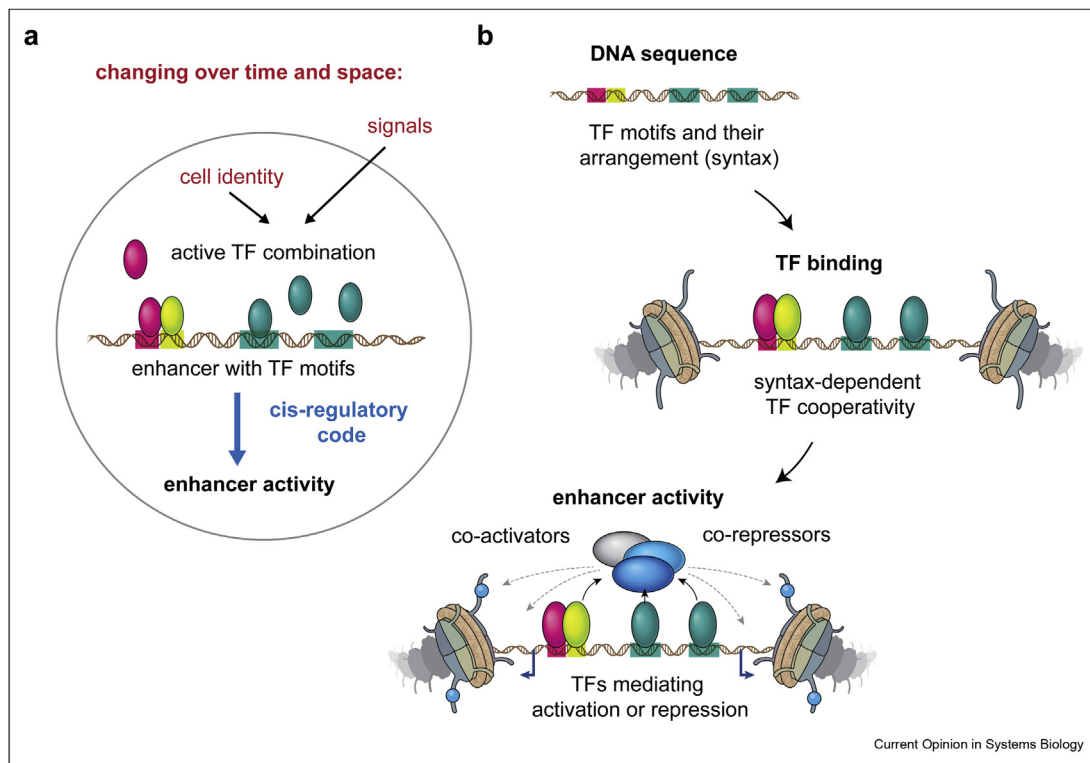 a
changing over time and space:
signals
cell identity
active TF combination
enhancer with TF motifs
cis-regulatory
code
enhancer activity
b
DNA sequence
TF motifs and their
arrangement (syntax)
TF binding
syntax-dependent
TF cooperativity
enhancer activity
co-activators
co-repressors
TFs mediating
activation or repression
Current Opinion in Systems Biology